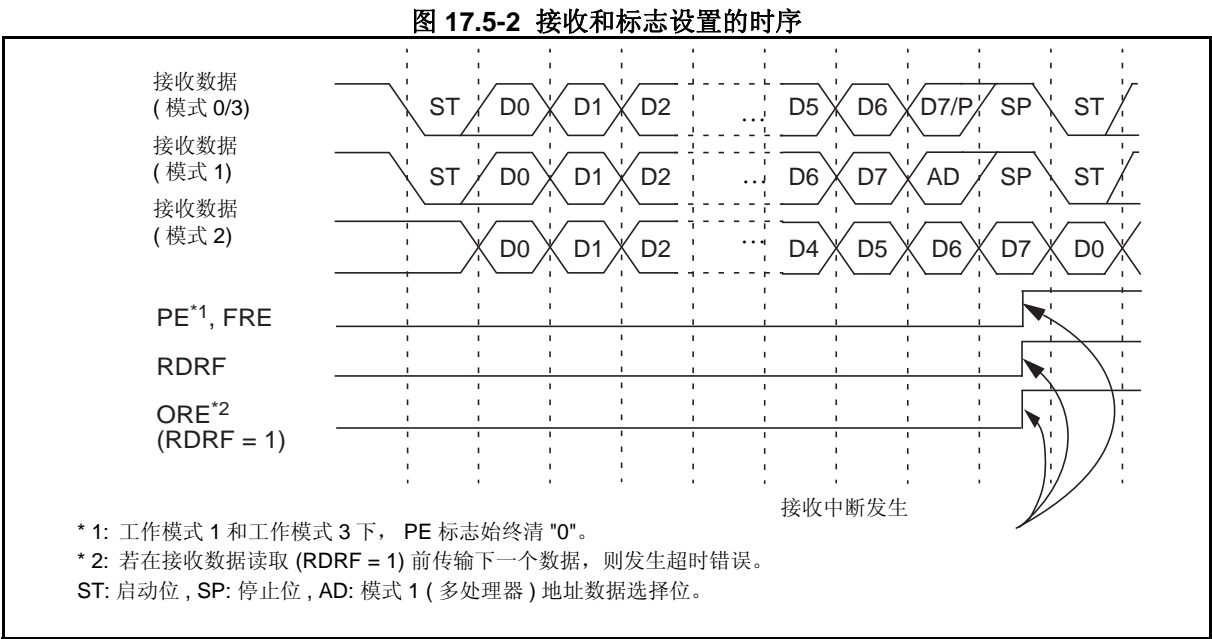 图 17.5-2 接收和标志设置的时序
接收数据
( 模式 0/3)
ST D0 D1 D2 ... D5 D6 D7/P SP ST
接收数据
( 模式 1)
ST D0 D1 D2 ... D6 D7 AD SP ST
接收数据
( 模式 2)
D0 D1 D2 ... D4 D5 D6 D7 D0
PE*1, FRE
RDRF
ORE*2
(RDRF = 1)
接收中断发生
* 1: 工作模式 1 和工作模式 3 下， PE 标志始终清 "0"。
* 2: 若在接收数据读取 (RDRF = 1) 前传输下一个数据，则发生超时错误。
ST: 启动位 , SP: 停止位 , AD: 模式 1 ( 多处理器 ) 地址数据选择位。